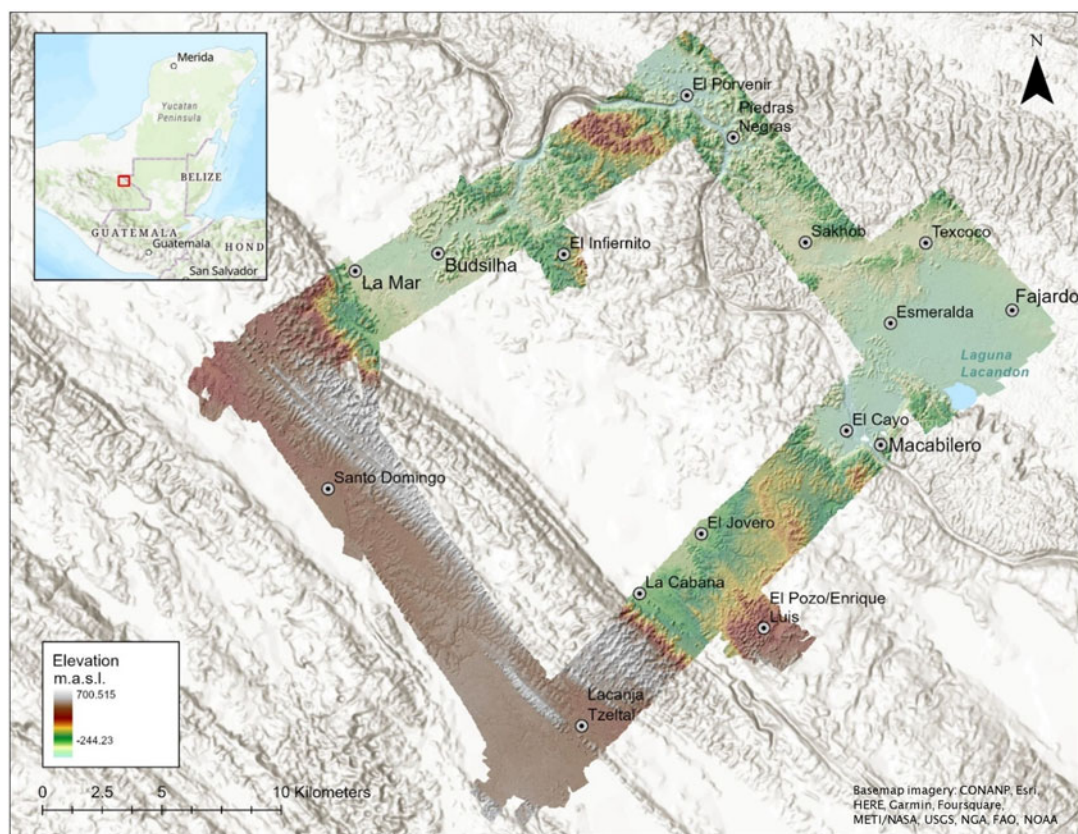 Merida
Yucatan
Peninsula
BELIZE
GUATEMALA
Guatemala
HOND
San Salvador
N
El Porvenir
Piedras
Negras
Sakhob
Texcoco
El Infiernito
Budsilha
La Mar
Fajardo
Esmeralda
Laguna
Lacandon
El Cayo
Macabilero
Santo Domingo
El Jovero
La Cabana
El Pozo/Enrique
Luis
Lacanja
Tzeltal
Elevation
m.a.s.l.
700.515
-244.23
0 2.5 5 10 Kilometers
Basemap imagery: CONANP, Esri,
HERE, Garmin, Foursquare,
METI/NASA, USGS, NGA, FAO, NOAA